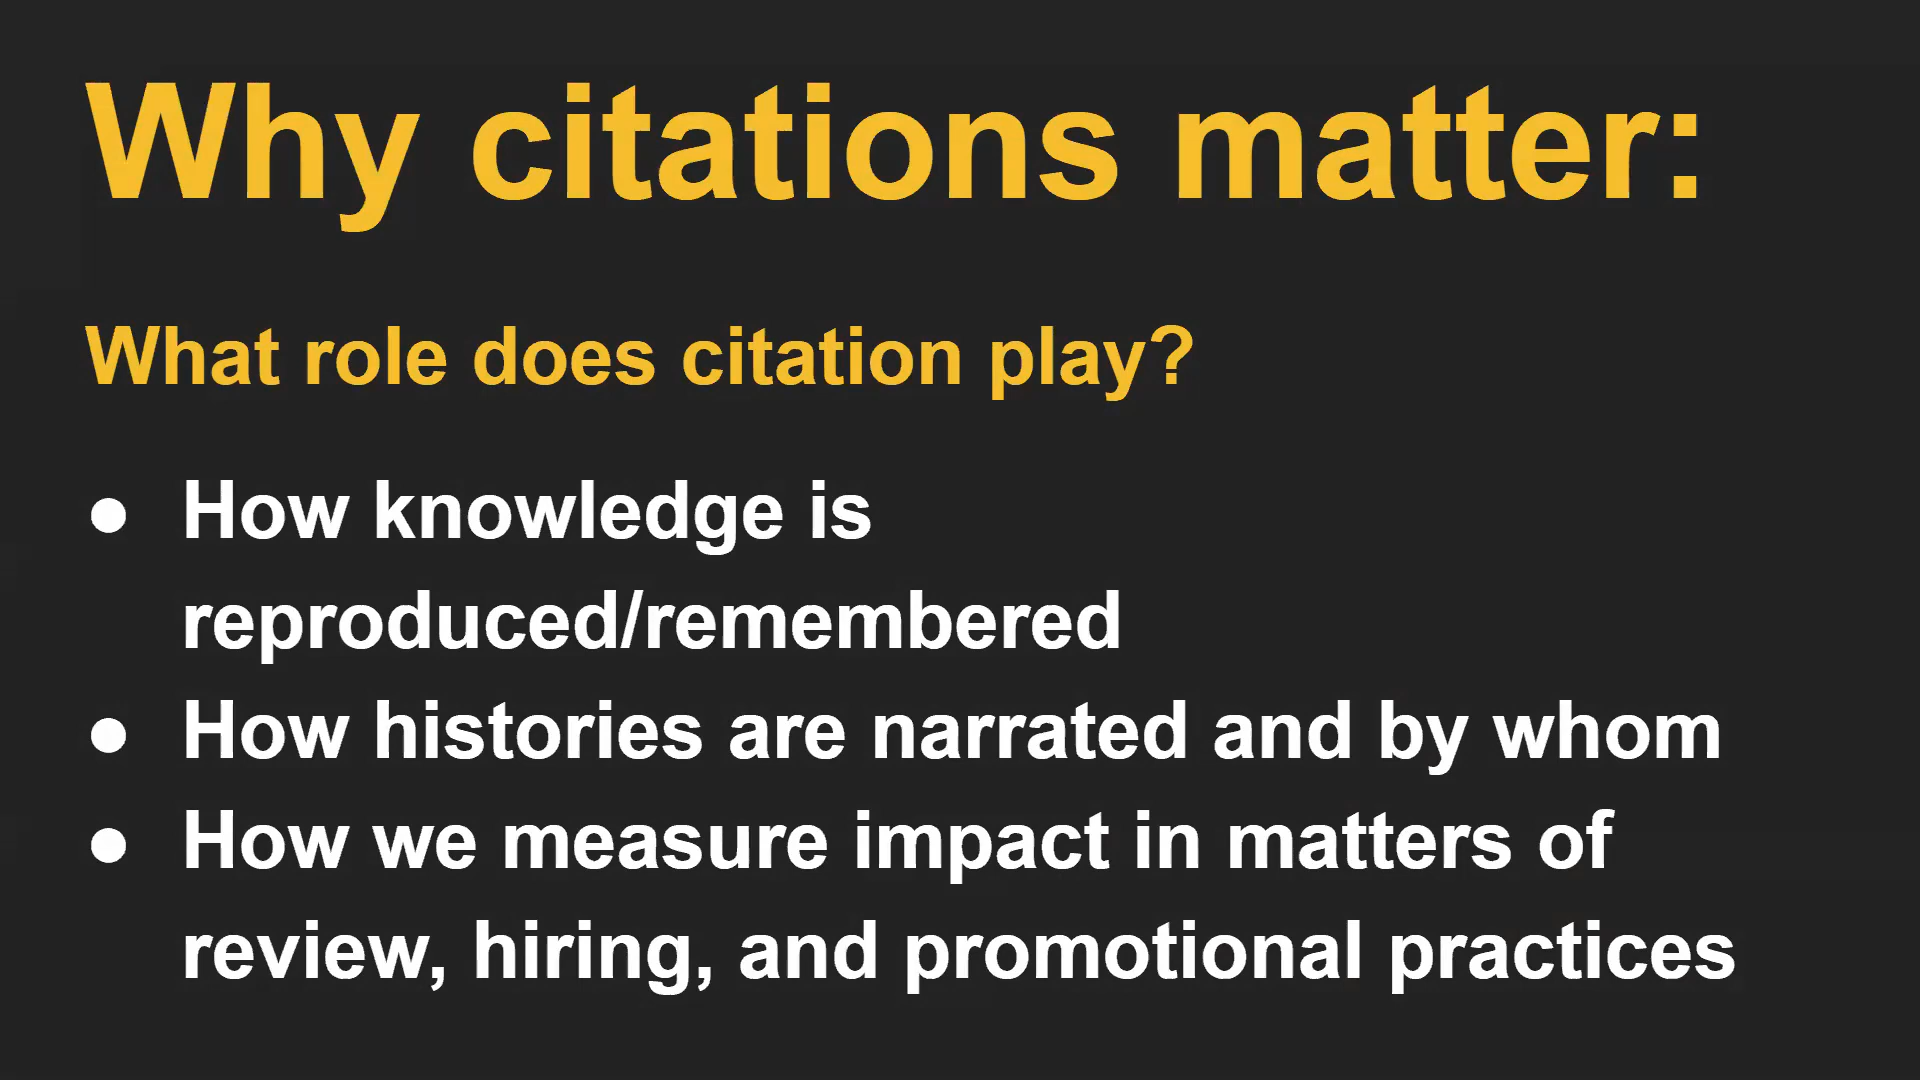 Why citations matter:
What role does citation play?
● How knowledge is
reproduced/remembered
● How histories are narrated and by whom
● How we measure impact in matters of
review, hiring, and promotional practices